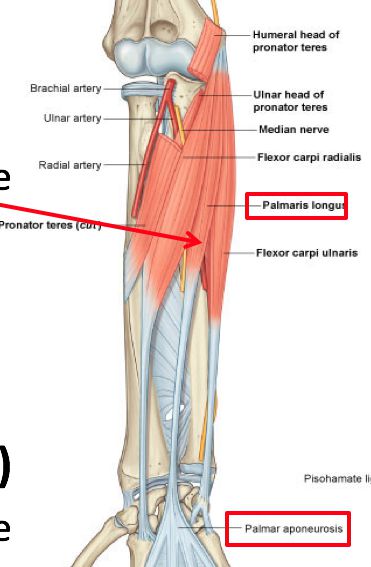 Humeral head of
pronator teres
Brachial artery
Ulnar head of
pronator teres
Ulnar artery
Median nerve
Flexor carpi radialis
Radial artery
e
Palmaris longus
Pronator teres (cut)
Flexor carpi ulnaris
)
Pisohamate li
Palmar aponeurosis
e